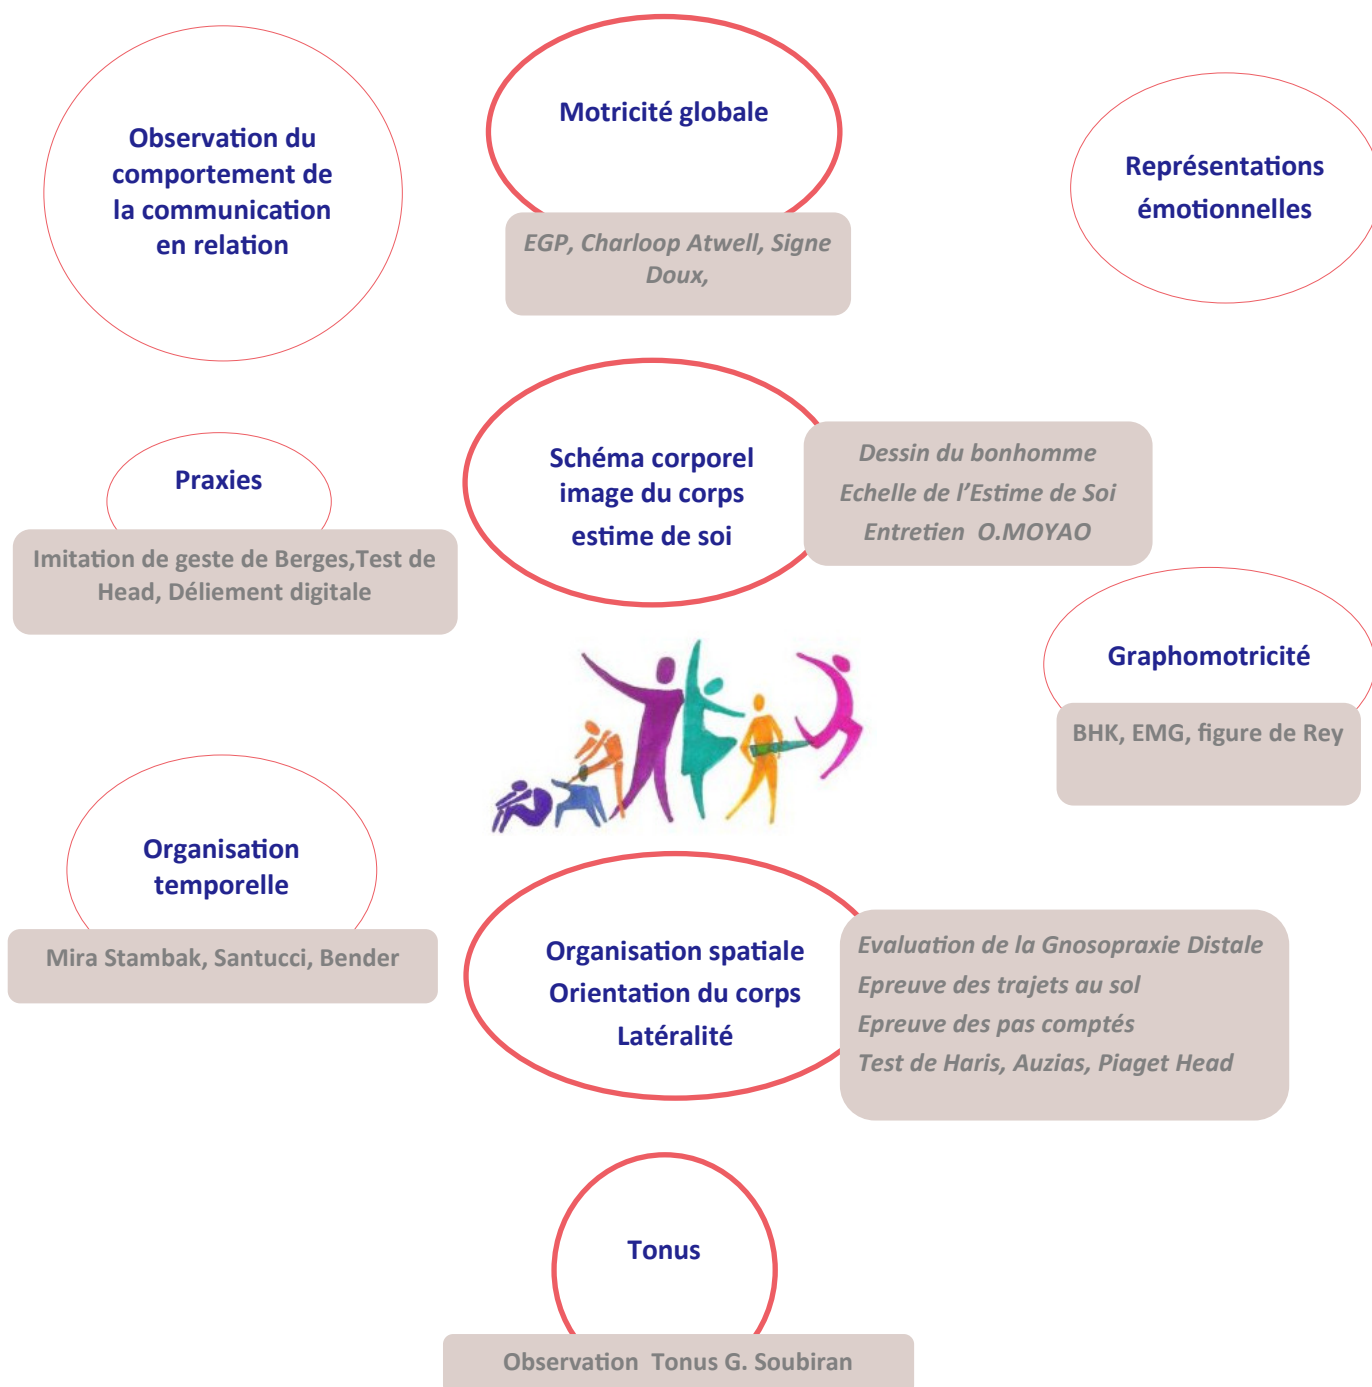 Observation du
comportement de
la communication
en relation
Motricité globale
EGP, Charloop Atwell, Signe
Doux,
Représentations
émotionnelles
Praxies
Imitation de geste de Berges,Test de
Head, Déliement digitale
Schéma corporel
image du corps
estime de soi
Dessin du bonhomme
Echelle de l’Estime de Soi
Entretien O.MOYAO
Graphomotricité
BHK, EMG, figure de Rey
Organisation
temporelle
Mira Stambak, Santucci, Bender
Organisation spatiale
Orientation du corps
Latéralité
Evaluation de la Gnosopraxie Distale
Epreuve des trajets au sol
Epreuve des pas comptés
Test de Haris, Auzias, Piaget Head
Tonus
Observation Tonus G. Soubiran